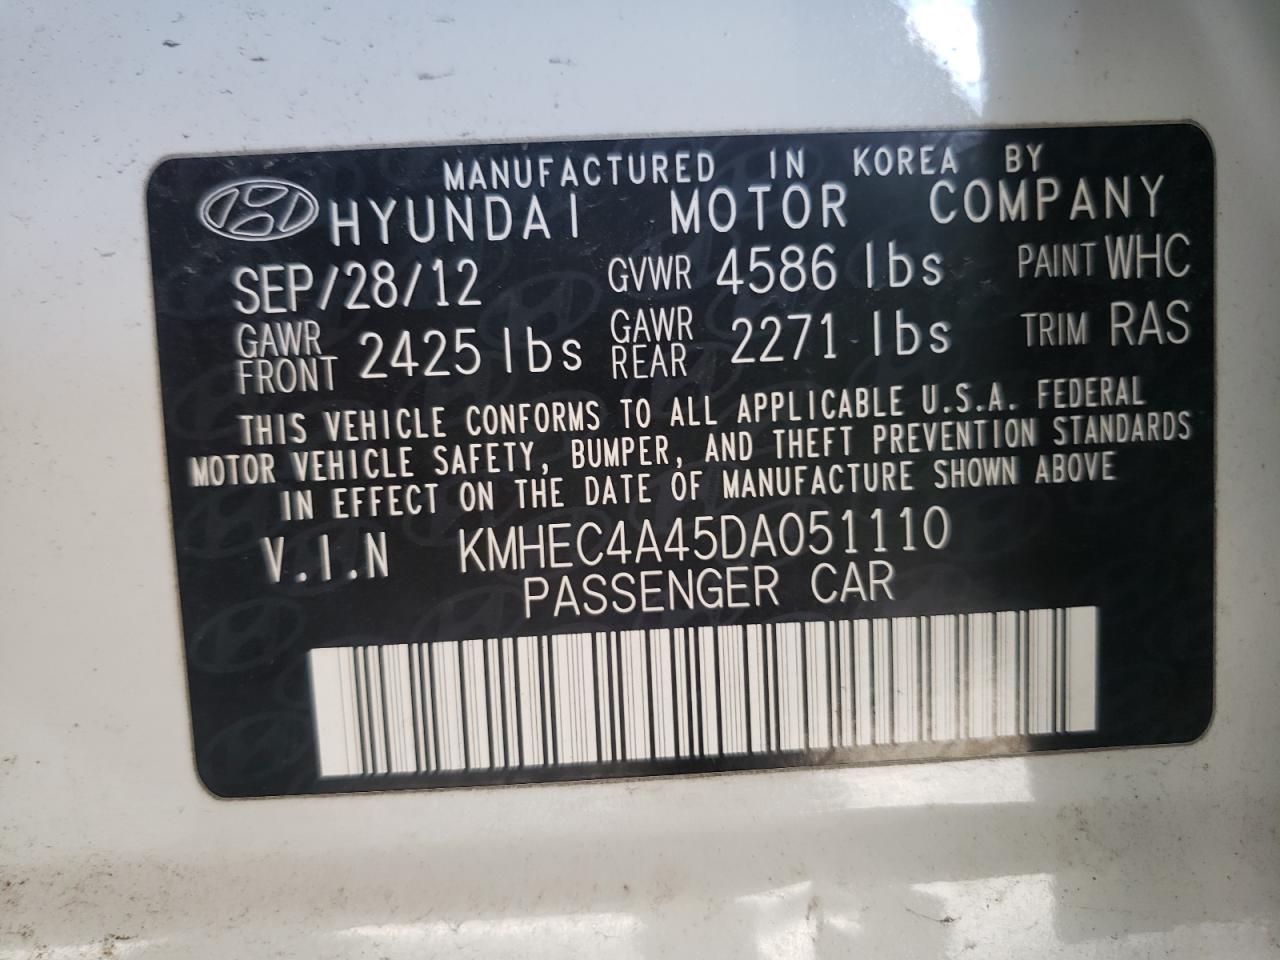 MANUFACTURED IN KOREA BY
HYUNDAI MOTOR COMPANY
SEP/28/12 GVWR 4586 lbs PAINT WHC
GAWR FRONT 2425 lbs GAWR REAR 2271 lbs TRIM RAS
THIS VEHICLE CONFORMS TO ALL APPLICABLE U.S.A. FEDERAL
MOTOR VEHICLE SAFETY, BUMPER, AND THEFT PREVENTION STANDARDS
IN EFFECT ON THE DATE OF MANUFACTURE SHOWN ABOVE
V.I.N KMHEC4A45DA051110
PASSENGER CAR